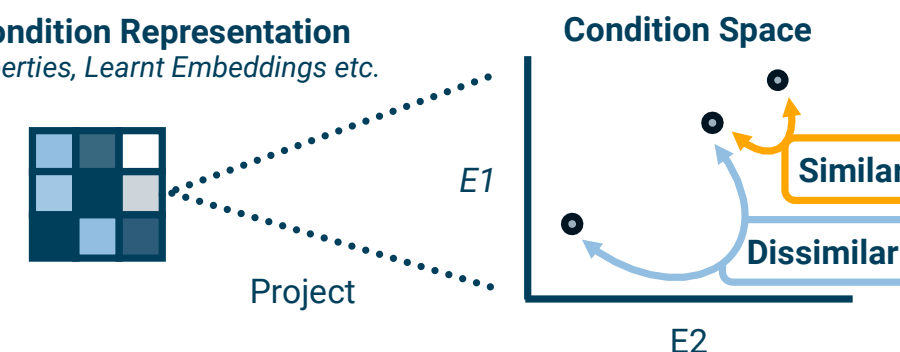 ondition Representation
erties, Learnt Embeddings etc.
Condition Space
E1
Similar
Dissimilar
Project
E2